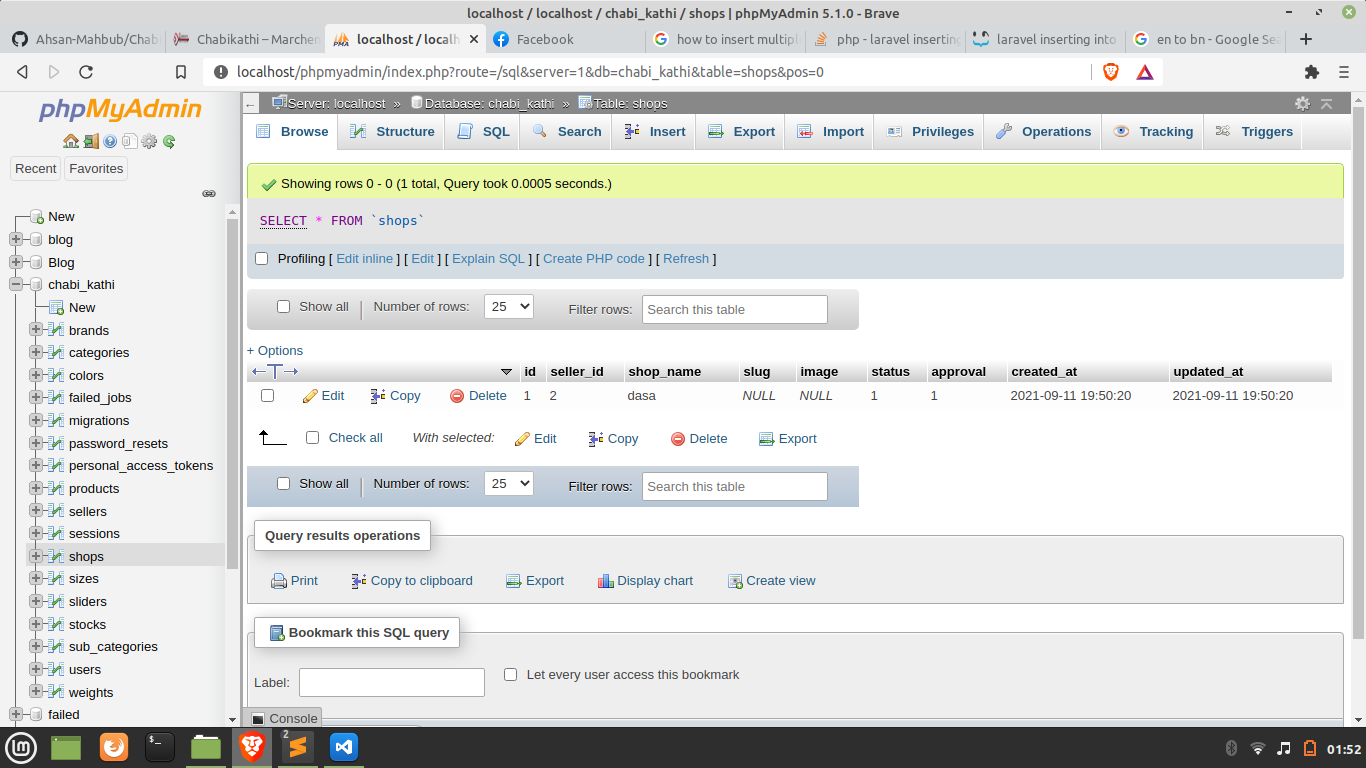 localhost / localhost / chabi_kathi / shops | phpMyAdmin 5.1.0 - Brave
Ahsan-Mahbub/Chab
Chabikathi – Marchen
localhost / localh
Facebook
how to insert multipl
php - laravel inserting
laravel inserting into
en to bn - Google Sea
localhost/phpmyadmin/index.php?route=/sql&server=1&db=chabi_kathi&table=shops&pos=0
phpMyAdmin
Recent
Favorites
New
blog
Blog
chabi_kathi
New
brands
categories
colors
failed_jobs
migrations
password_resets
personal_access_tokens
products
sellers
sessions
shops
sizes
sliders
stocks
sub_categories
users
weights
failed
Server: localhost » Database: chabi_kathi » Table: shops
Browse Structure SQL Search Insert Export Import Privileges Operations Tracking Triggers
Showing rows 0 - 0 (1 total, Query took 0.0005 seconds.)
SELECT * FROM `shops`
Profiling [ Edit inline ] [ Edit ] [ Explain SQL ] [ Create PHP code ] [ Refresh ]
Show all | Number of rows: 25 Filter rows: Search this table
+ Options
←T→ id seller_id shop_name slug image status approval created_at updated_at
Edit Copy Delete 1 2 dasa NULL NULL 1 1 2021-09-11 19:50:20 2021-09-11 19:50:20
Check all With selected: Edit Copy Delete Export
Show all | Number of rows: 25 Filter rows: Search this table
Query results operations
Print Copy to clipboard Export Display chart Create view
Bookmark this SQL query
Label: Let every user access this bookmark
Console
2
01:52